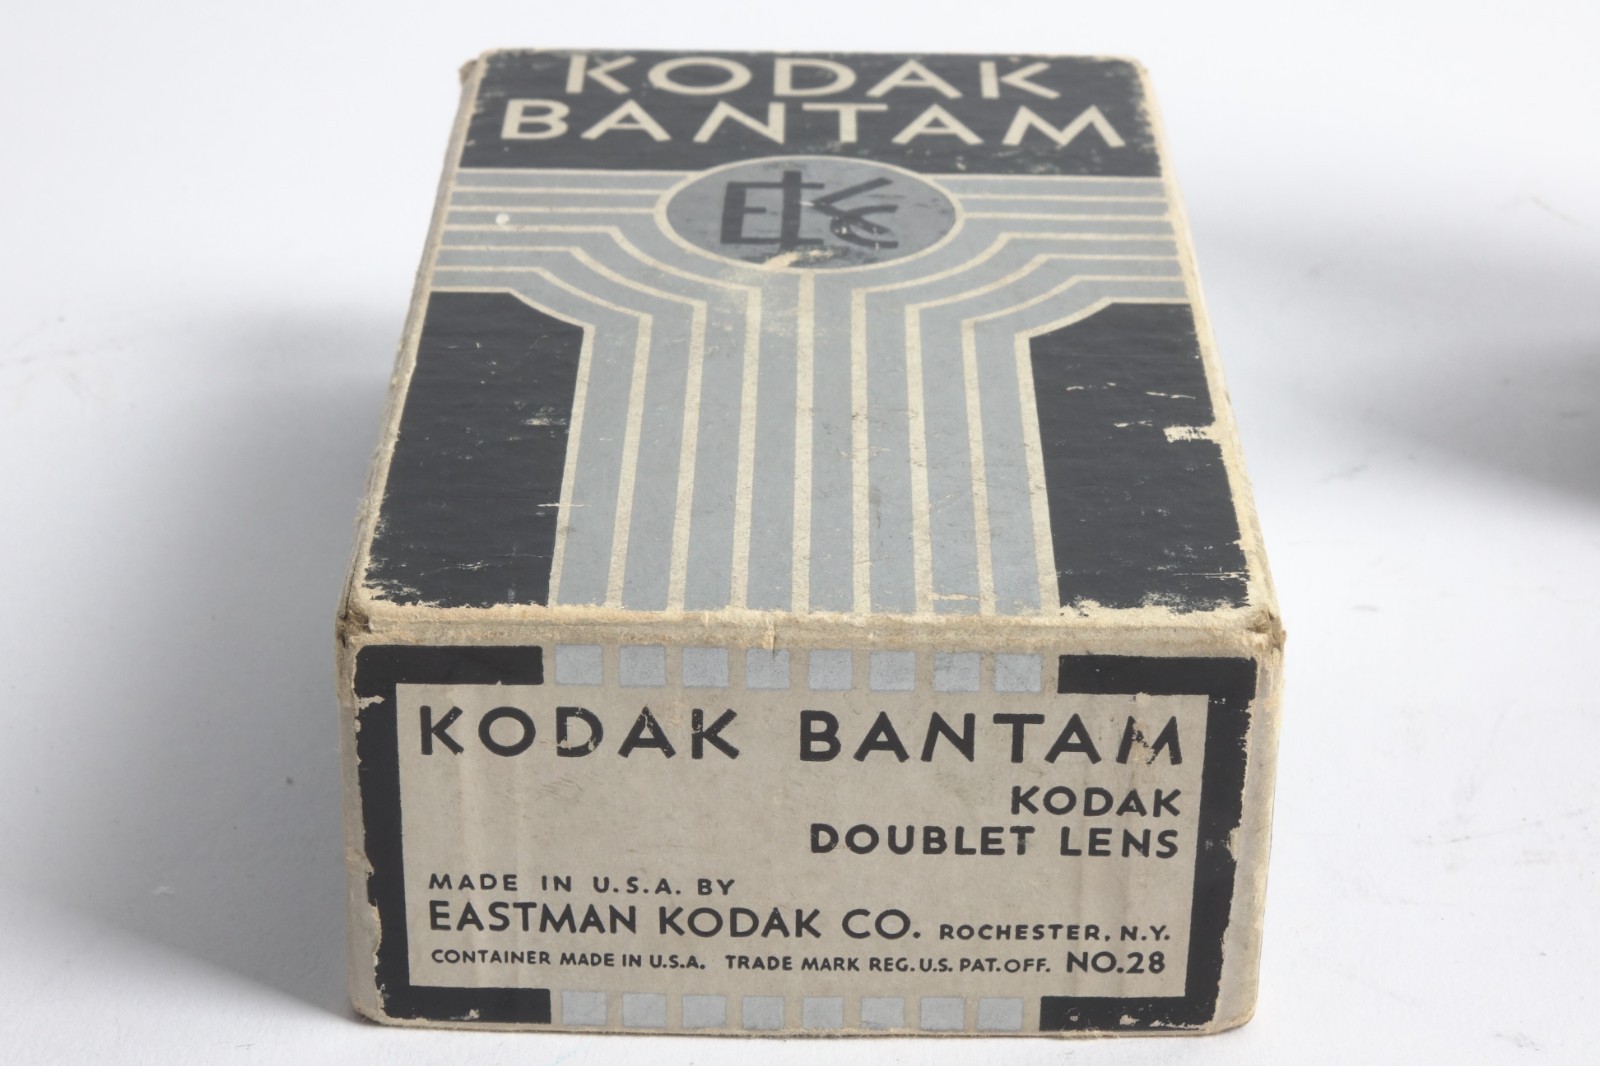 KODAK
BANTAM
EKC
KODAK BANTAM
KODAK
DOUBLET LENS
MADE IN U.S.A. BY
EASTMAN KODAK CO. ROCHESTER, N.Y.
CONTAINER MADE IN U.S.A. TRADE MARK REG. U.S. PAT. OFF. NO.28